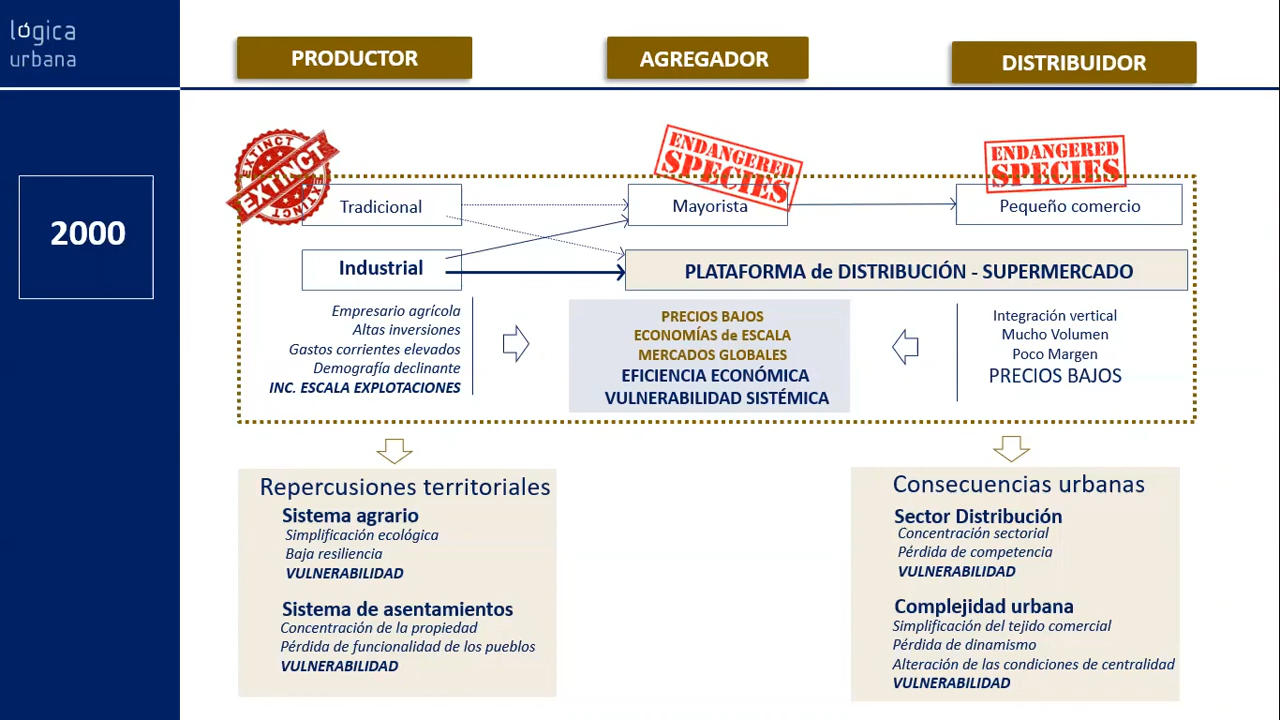 lógica
urbana
PRODUCTOR
AGREGADOR
DISTRIBUIDOR
2000
EXTINCT
EXTINCT
EXTINCT
ENDANGERED
SPECIES
ENDANGERED
SPECIES
Tradicional
Mayorista
Pequeño comercio
Industrial
PLATAFORMA de DISTRIBUCIÓN - SUPERMERCADO
Empresario agrícola
Altas inversiones
Gastos corrientes elevados
Demografía declinante
INC. ESCALA EXPLOTACIONES
PRECIOS BAJOS
ECONOMÍAS de ESCALA
MERCADOS GLOBALES
EFICIENCIA ECONÓMICA
VULNERABILIDAD SISTÉMICA
Integración vertical
Mucho Volumen
Poco Margen
PRECIOS BAJOS
Repercusiones territoriales
Sistema agrario
Simplificación ecológica
Baja resiliencia
VULNERABILIDAD
Sistema de asentamientos
Concentración de la propiedad
Pérdida de funcionalidad de los pueblos
VULNERABILIDAD
Consecuencias urbanas
Sector Distribución
Concentración sectorial
Pérdida de competencia
VULNERABILIDAD
Complejidad urbana
Simplificación del tejido comercial
Pérdida de dinamismo
Alteración de las condiciones de centralidad
VULNERABILIDAD